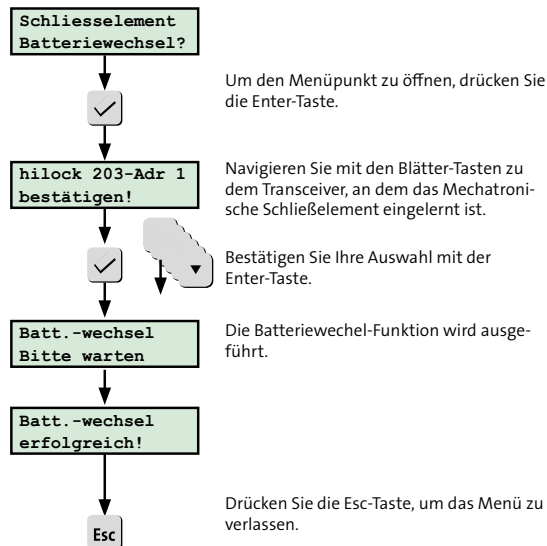 Schliesselement
Batteriewechsel?
Um den Menüpunkt zu öffnen, drücken Sie
die Enter-Taste.
hilock 203-Adr 1
bestätigen!
Navigieren Sie mit den Blätter-Tasten zu
dem Transceiver, an dem das Mechatroni-
sche Schließelement eingelernt ist.
Bestätigen Sie Ihre Auswahl mit der
Enter-Taste.
Batt.-wechsel
Bitte warten
Die Batteriewechel-Funktion wird ausge-
führt.
Batt.-wechsel
erfolgreich!
Drücken Sie die Esc-Taste, um das Menü zu
verlassen.
Esc